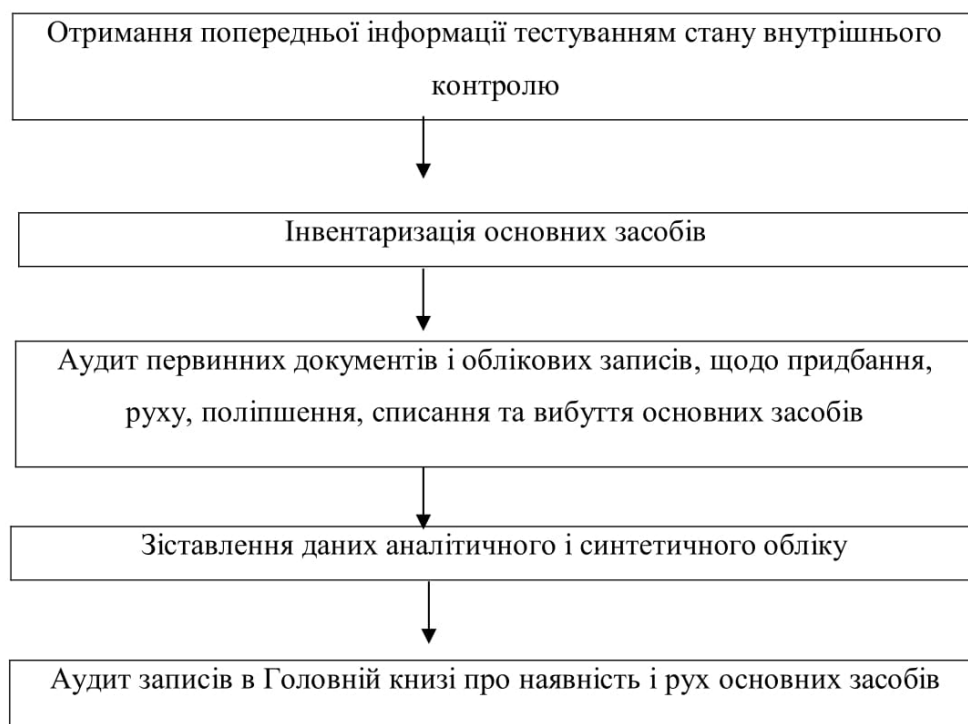 Отримання попередньої інформації тестуванням стану внутрішнього
контролю
Інвентаризація основних засобів
Аудит первинних документів і облікових записів, щодо придбання,
руху, поліпшення, списання та вибуття основних засобів
Зіставлення даних аналітичного і синтетичного обліку
Аудит записів в Головній книзі про наявність і рух основних засобів